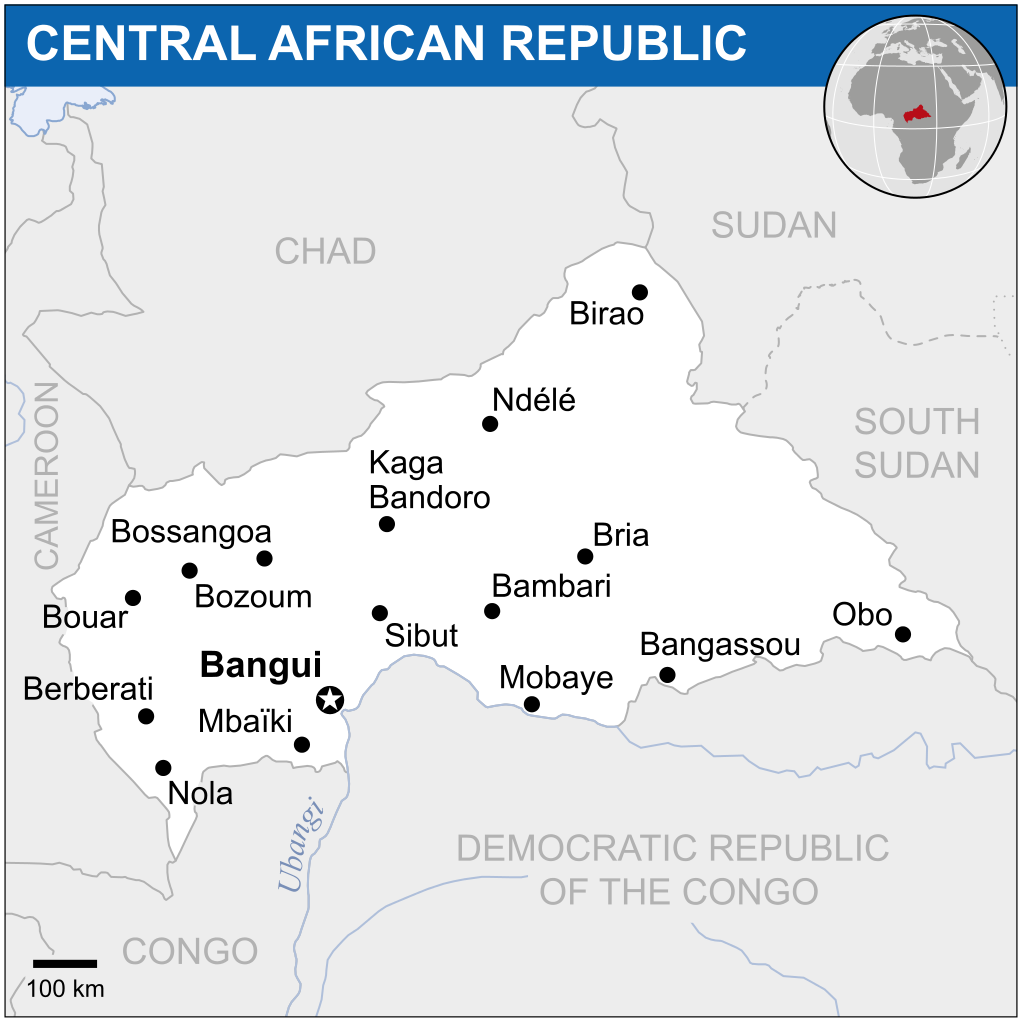 CENTRAL AFRICAN REPUBLIC
SUDAN
CHAD
Birao
CAMEROON
Ndélé
SOUTH
SUDAN
Kaga
Bandoro
Bossangoa
Bria
Bozoum
Bambari
Bouar
Obo
Sibut
Bangassou
Bangui
Berberati
Mobaye
Mbaïki
Nola
Ubangi
DEMOCRATIC REPUBLIC
OF THE CONGO
CONGO
100 km